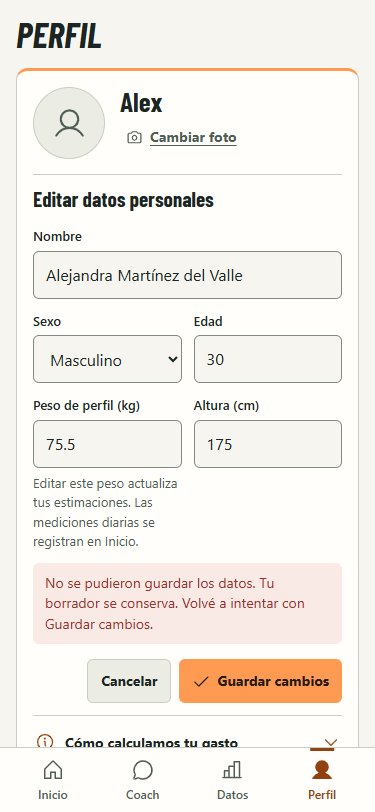 PERFIL
Alex
Cambiar foto
Editar datos personales
Nombre
Alejandra Martínez del Valle
Sexo
Edad
Masculino
30
Peso de perfil (kg)
Altura (cm)
75.5
175
Editar este peso actualiza
tus estimaciones. Las
mediciones diarias se
registran en Inicio.
No se pudieron guardar los datos. Tu
borrador se conserva. Volvé a intentar con
Guardar cambios.
Cancelar
Guardar cambios
Cómo calculamos tu gasto
Inicio
Coach
Datos
Perfil